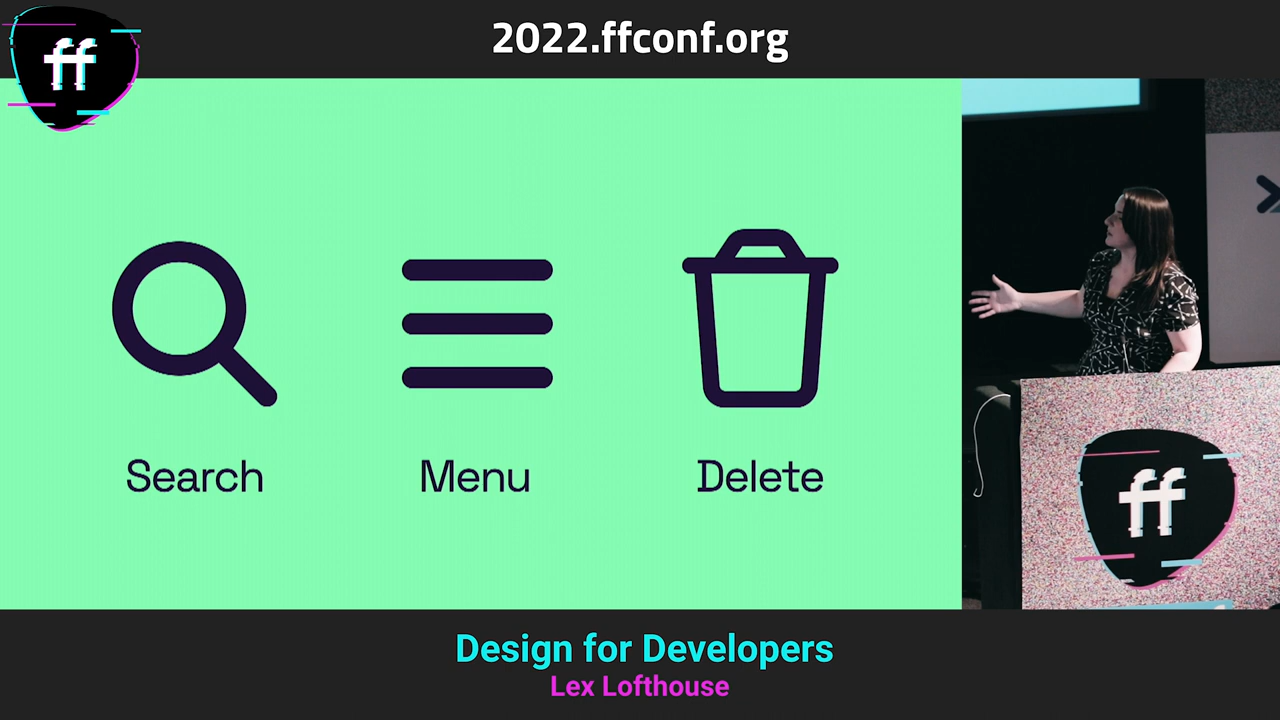 ff
2022.ffconf.org
Search
Menu
Delete
ff
Design for Developers
Lex Lofthouse